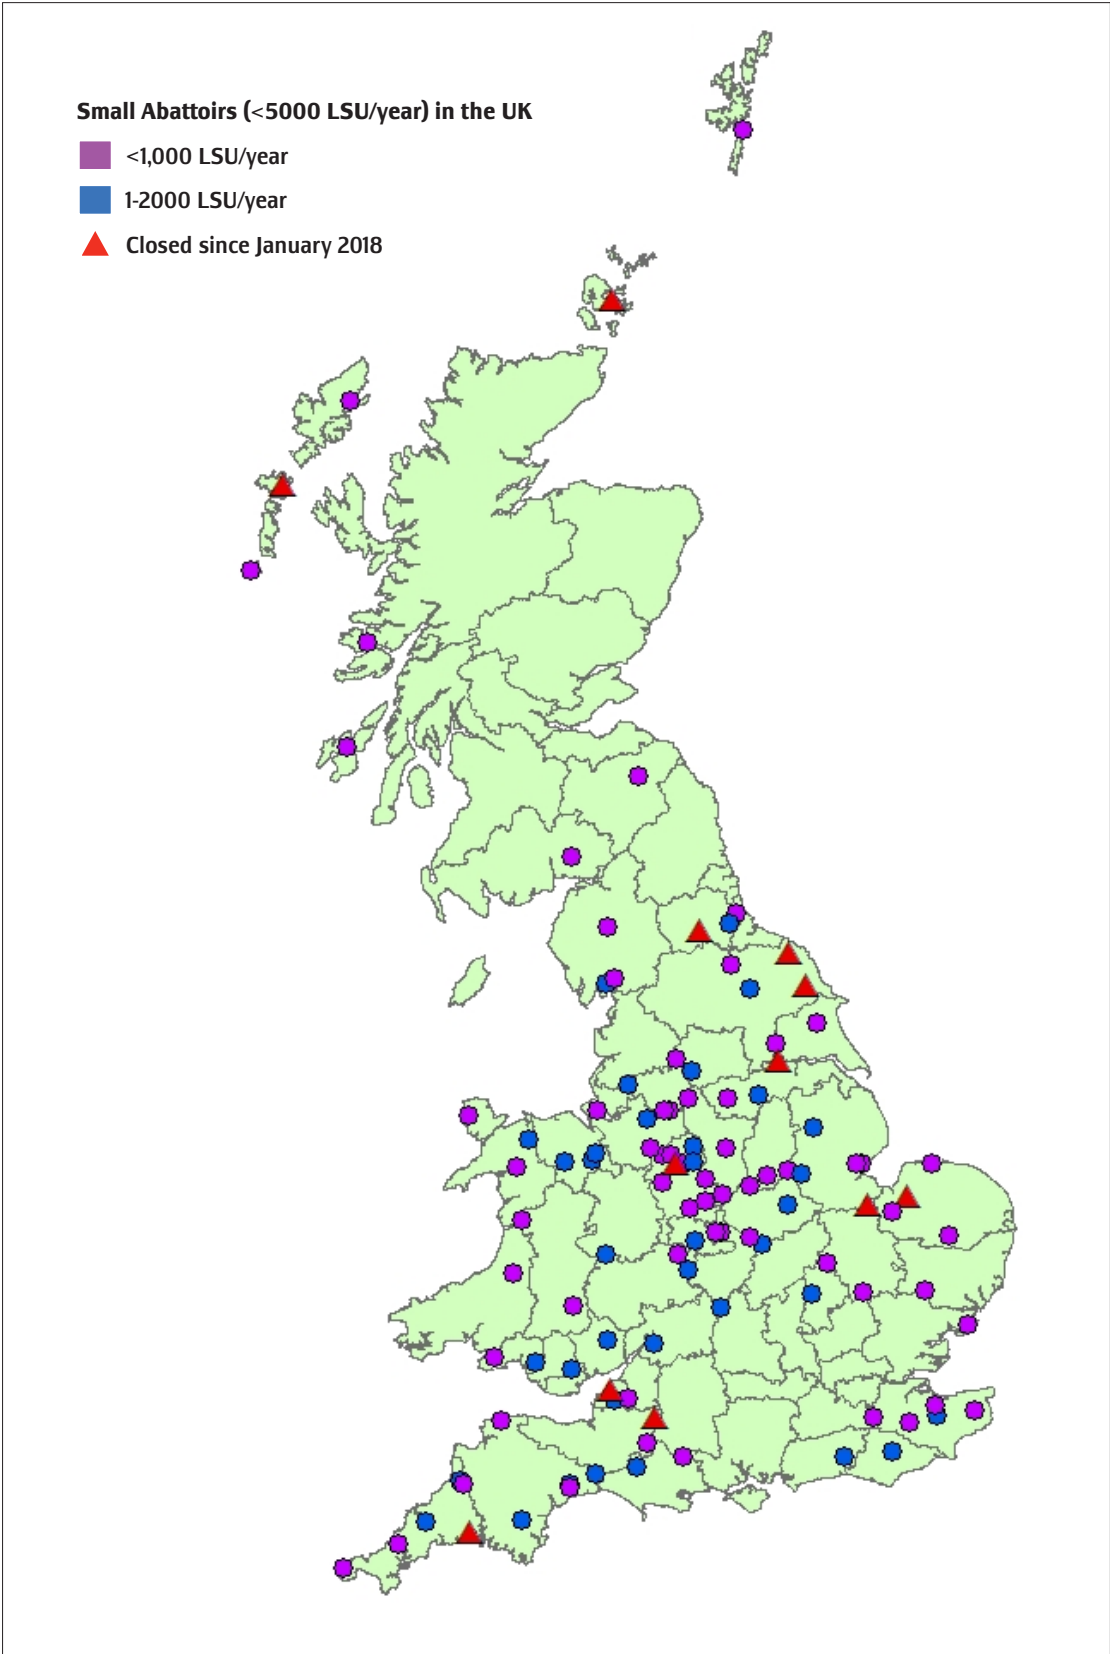 Small Abattoirs (<5000 LSU/year) in the UK
<1,000 LSU/year
1-2000 LSU/year
Closed since January 2018